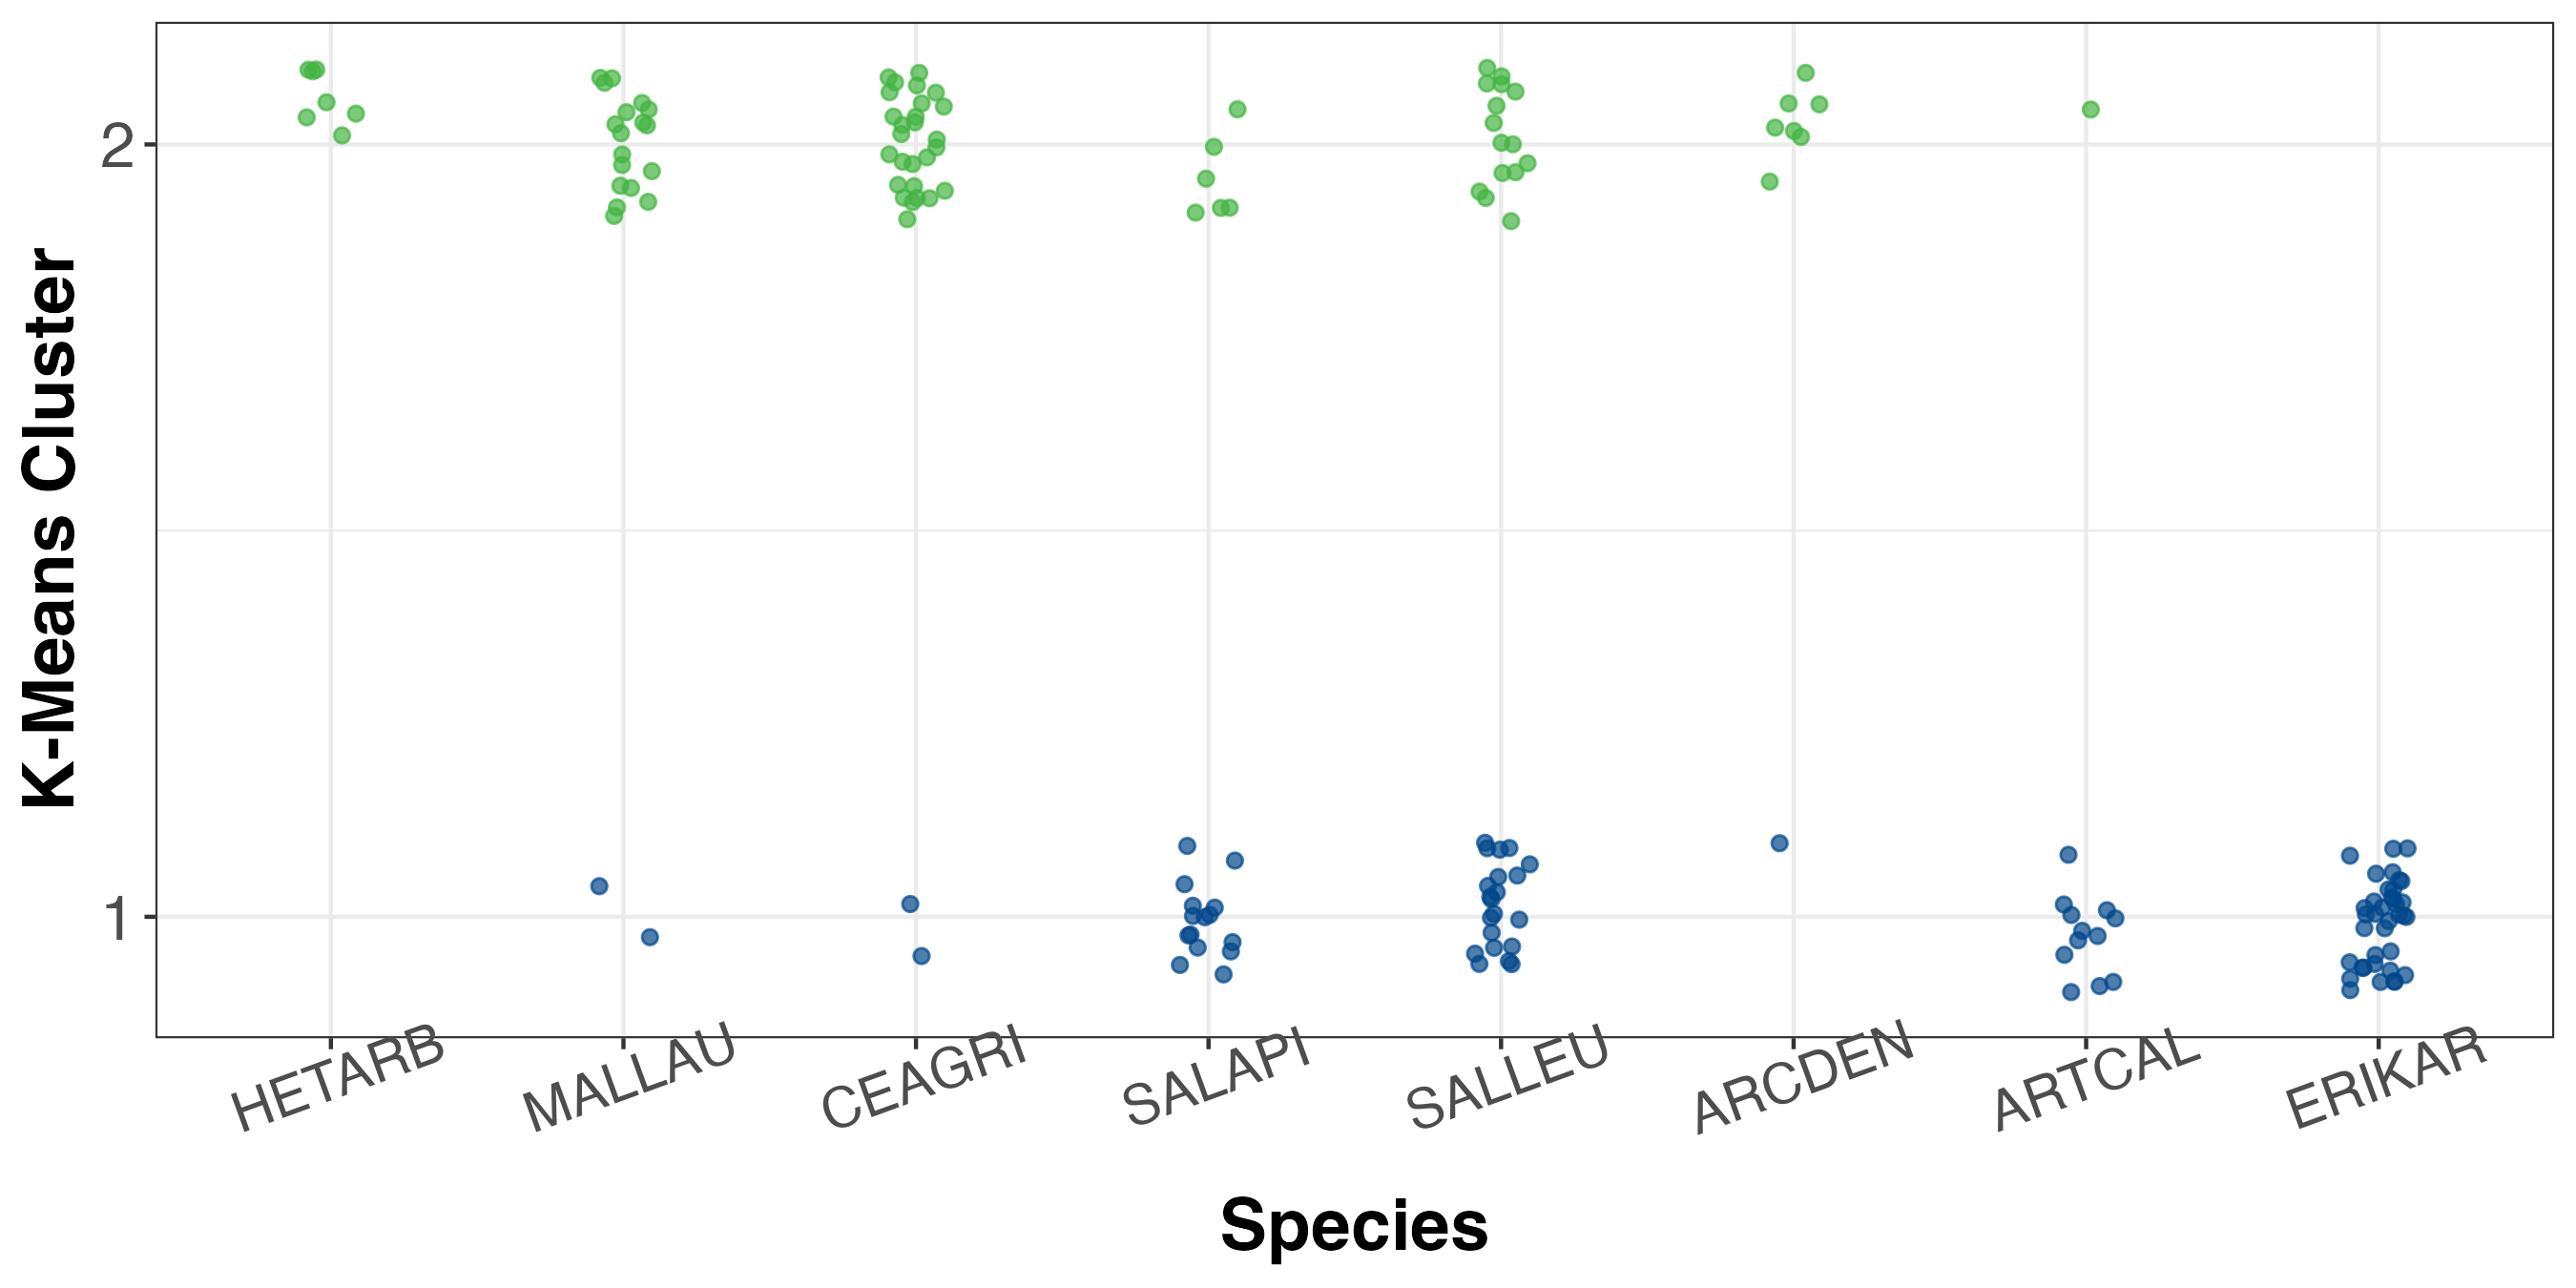 K-Means Cluster
2
1
HETARB
MALLAU
CEAGRI
SALAPI
SALLEU
ARCDEN
ARTCAL
ERIKAR
Species